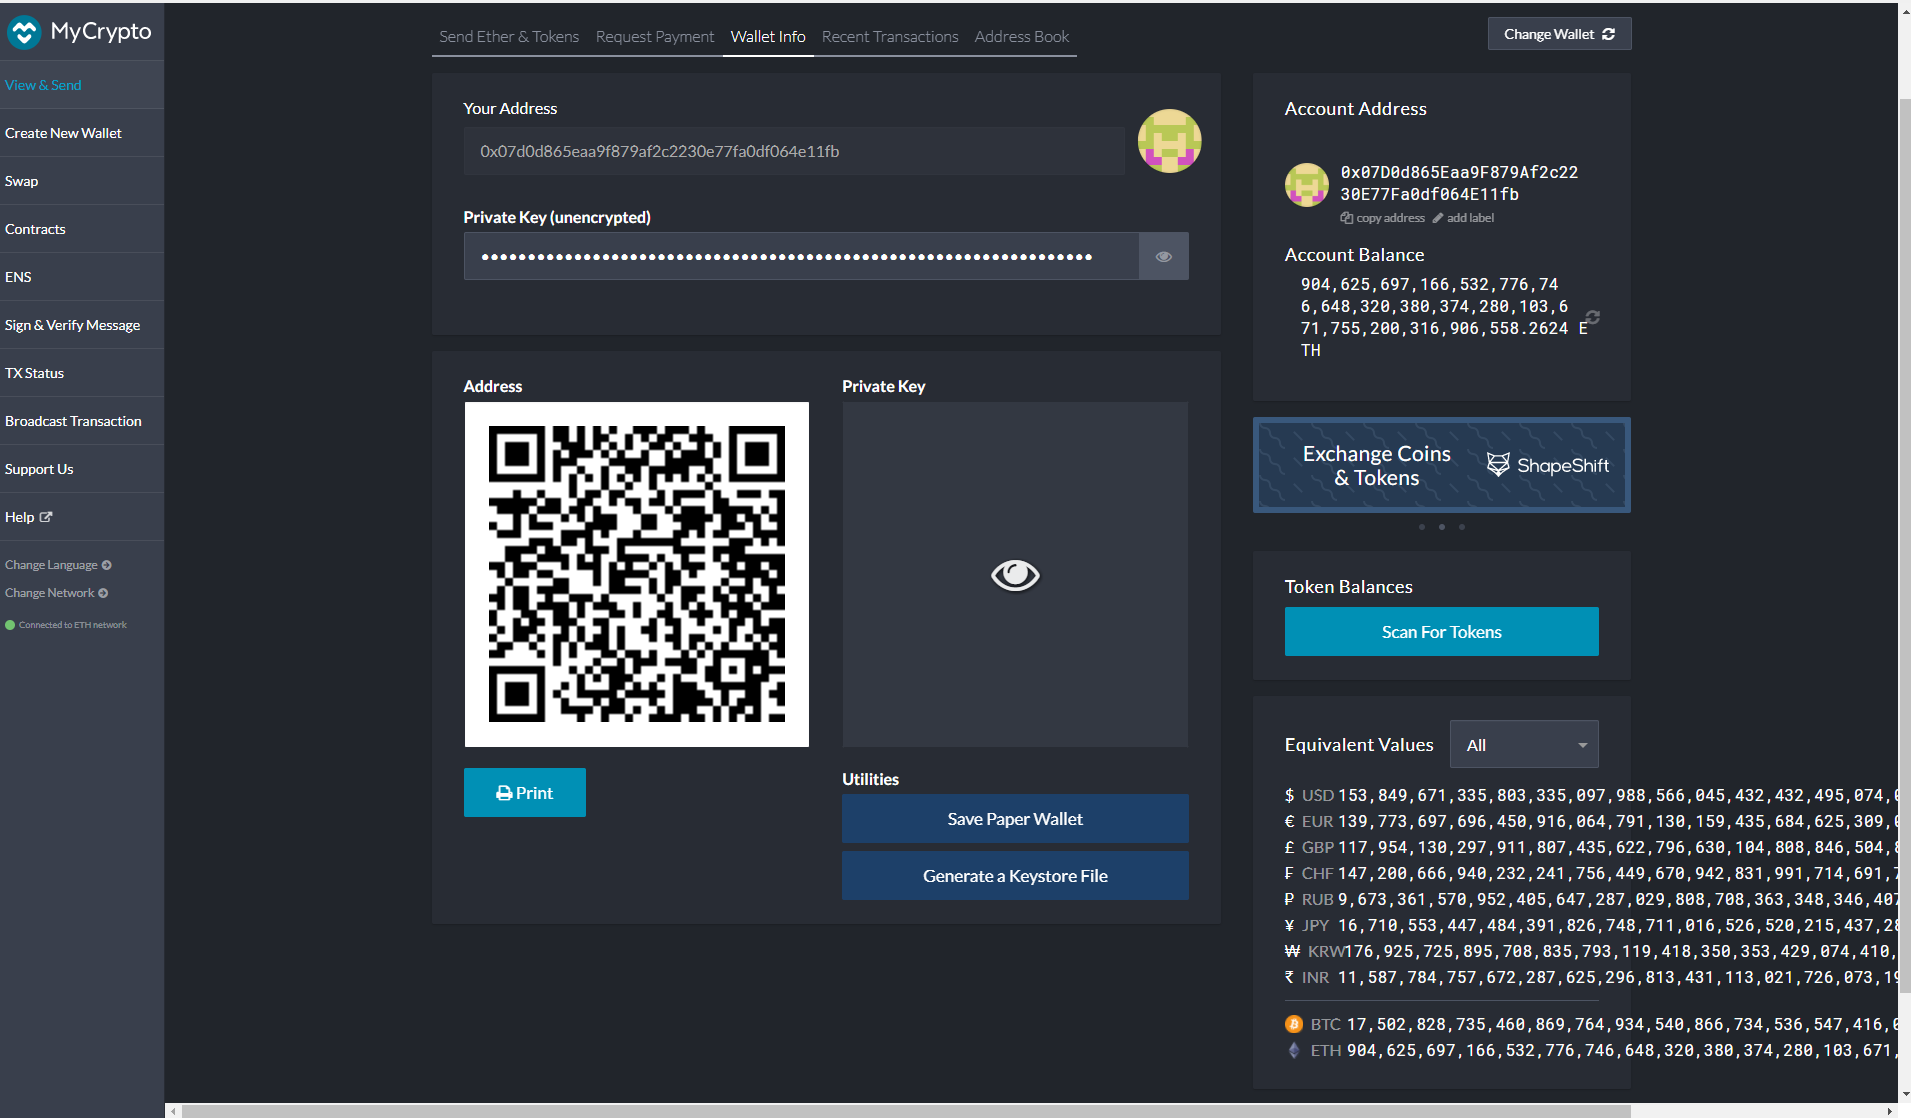 MyCrypto
View & Send
Create New Wallet
Swap
Contracts
ENS
Sign & Verify Message
TX Status
Broadcast Transaction
Support Us
Help
Change Language
Change Network
Connected to ETH network
Send Ether & Tokens Request Payment Wallet Info Recent Transactions Address Book
Change Wallet
Your Address
0x07d0d865eaa9f879af2c2230e77fa0df064e11fb
Private Key (unencrypted)
Address
Print
Private Key
Utilities
Save Paper Wallet
Generate a Keystore File
Account Address
0x07D0d865Eaa9F879Af2c22
30E77Fa0df064E11fb
copy address add label
Account Balance
904,625,697,166,532,776,74
6,648,320,380,374,280,103,6
71,755,200,316,906,558.2624 E
TH
Exchange Coins
& Tokens
ShapeShift
Token Balances
Scan For Tokens
Equivalent Values All
$ USD 153,849,671,335,803,335,097,988,566,045,432,432,495,074,
€ EUR 139,773,697,696,450,916,064,791,130,159,435,684,625,309,
£ GBP 117,954,130,297,911,807,435,622,796,630,104,808,846,504,
₣ CHF 147,200,666,940,232,241,756,449,670,942,831,991,714,691,
₽ RUB 9,673,361,570,952,405,647,287,029,808,708,363,348,346,407
¥ JPY 16,710,553,447,484,391,826,748,711,016,526,520,215,437,28
₩ KRW 176,925,725,895,708,835,793,119,418,350,353,429,074,410,
₹ INR 11,587,784,757,672,287,625,296,813,431,113,021,726,073,19
BTC 17,502,828,735,460,869,764,934,540,866,734,536,547,416,
ETH 904,625,697,166,532,776,746,648,320,380,374,280,103,671,